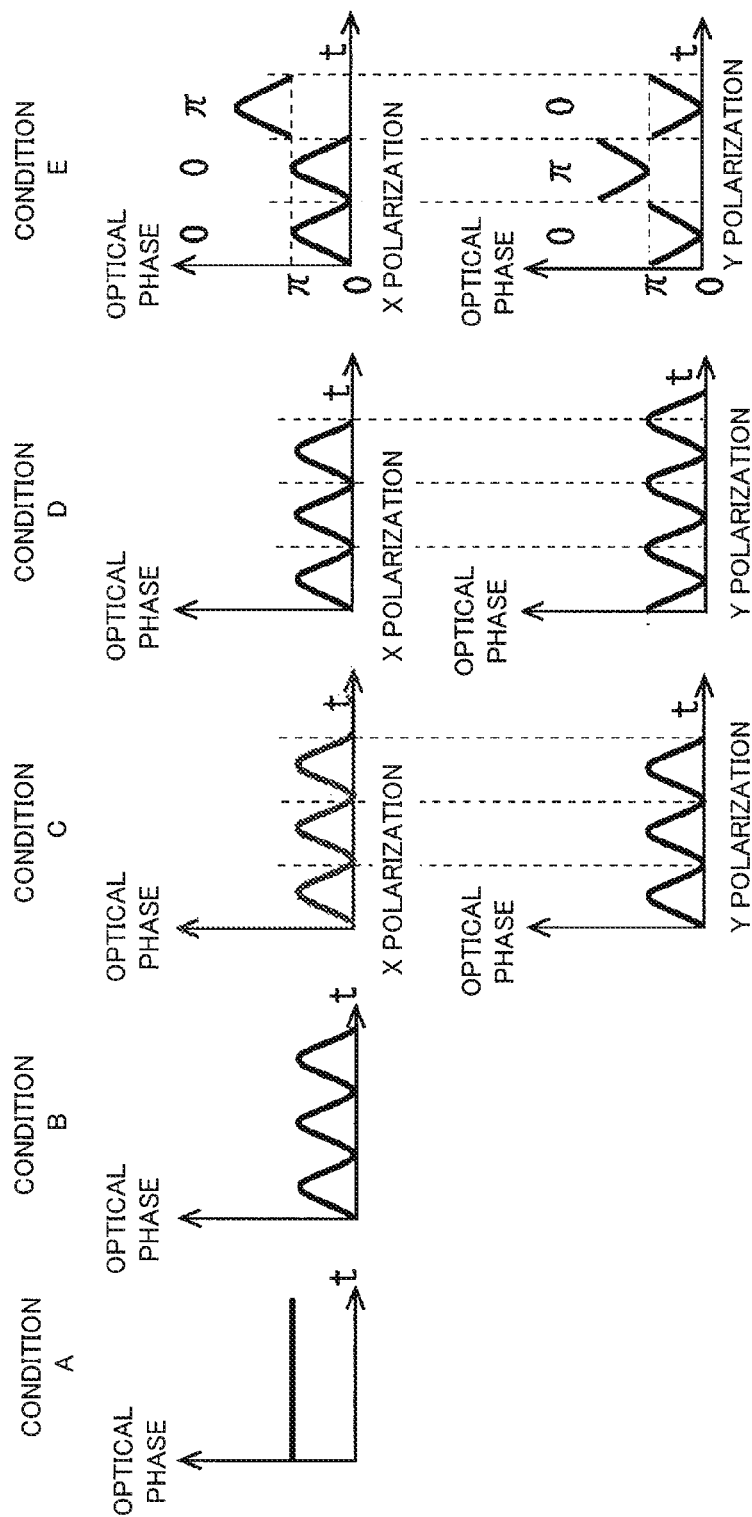 CONDITION
A
OPTICAL
PHASE
t
CONDITION
B
OPTICAL
PHASE
t
CONDITION
C
OPTICAL
PHASE
t
X POLARIZATION
OPTICAL
PHASE
t
Y POLARIZATION
CONDITION
D
OPTICAL
PHASE
t
X POLARIZATION
OPTICAL
PHASE
t
Y POLARIZATION
CONDITION
E
OPTICAL
PHASE
0 0 π
π
0
t
X POLARIZATION
OPTICAL
PHASE
0 π 0
π
0
t
Y POLARIZATION